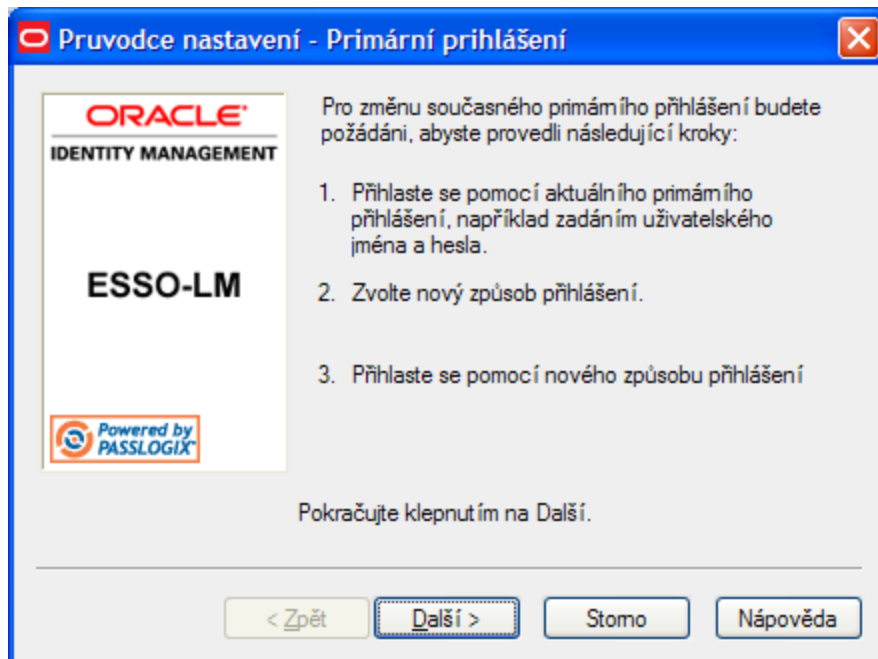 Pruvodce nastavení - Primární prihlášení
ORACLE
IDENTITY MANAGEMENT
ESSO-LM
Powered by
PASSLOGIX
Pro změnu současného primárního přihlášení budete
požádáni, abyste provedli následující kroky:
1. Přihlaste se pomocí aktuálního primárního
přihlášení, například zadáním uživatelského
jména a hesla.
2. Zvolte nový způsob přihlášení.
3. Přihlaste se pomocí nového způsobu přihlášení
Pokračujte klepnutím na Další.
< Zpět
Další >
Storno
Nápověda